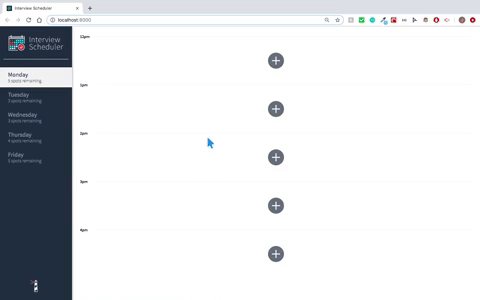 Interview Scheduler
localhost:8000
Interview
Scheduler
Monday
5 spots remaining
Tuesday
3 spots remaining
Wednesday
3 spots remaining
Thursday
4 spots remaining
Friday
5 spots remaining
12pm
1pm
2pm
3pm
4pm